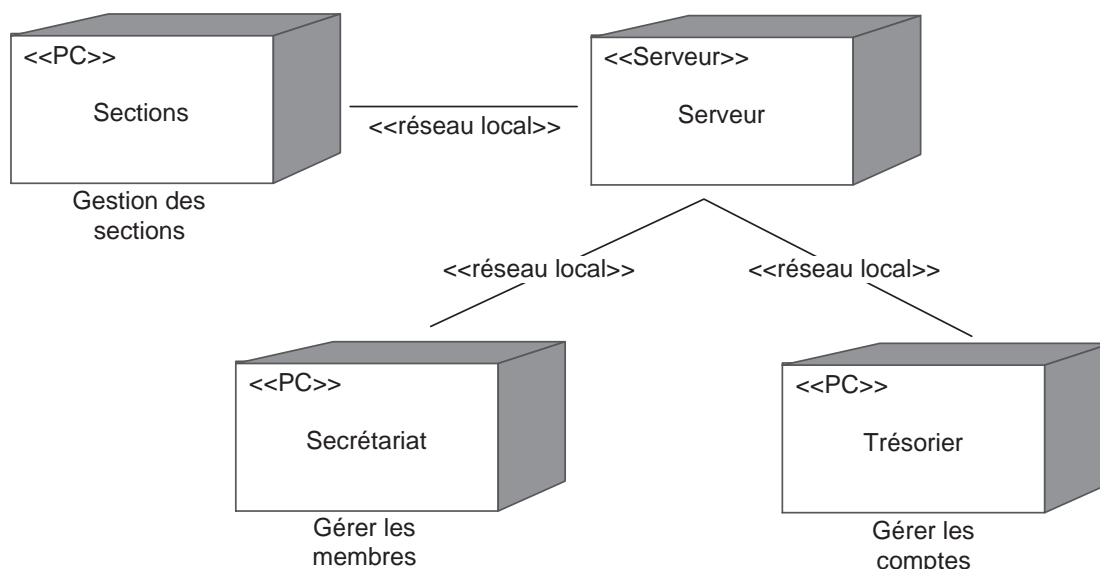 <<PC>>
Sections
Gestion des
sections
<<réseau local>>
<<Serveur>>
Serveur
<<réseau local>>
<<réseau local>>
<<PC>>
Secrétariat
Gérer les
membres
<<PC>>
Trésorier
Gérer les
comptes